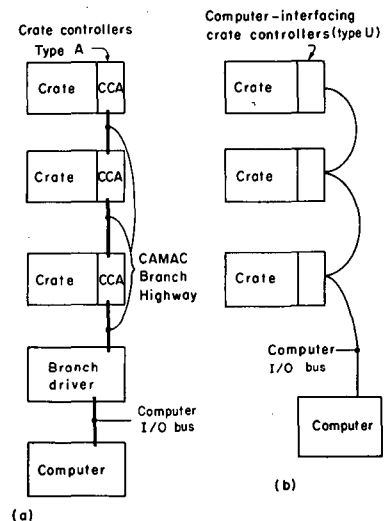 Crate controllers
Type A
Crate
CCA
Crate
CCA
Crate
CCA
CAMAC
Branch
Highway
Branch
driver
Computer
I/O bus
Computer
(a)
Computer-interfacing
crate controllers (type U)
Crate
Crate
Crate
Computer
I/O bus
Computer
(b)